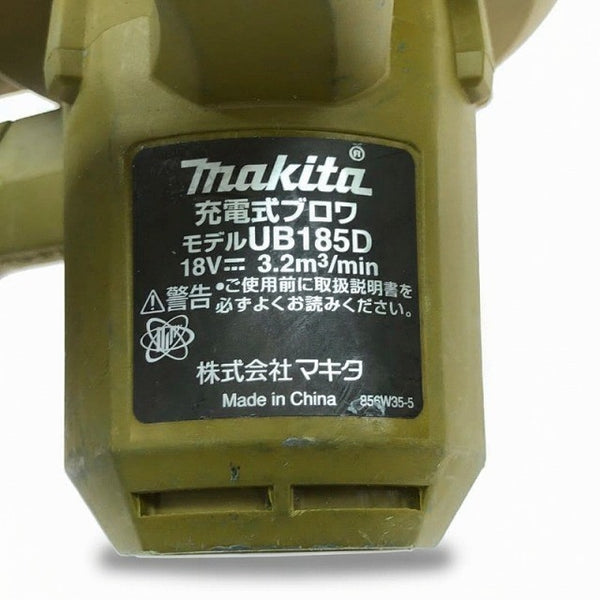 makita®
充電式ブロワ
モデルUB185D
18V⎓ 3.2m³/min
⚠警告 •ご使用前に取扱説明書を
必ずよくお読みください。
株式会社マキタ
Made in China 856W35-5